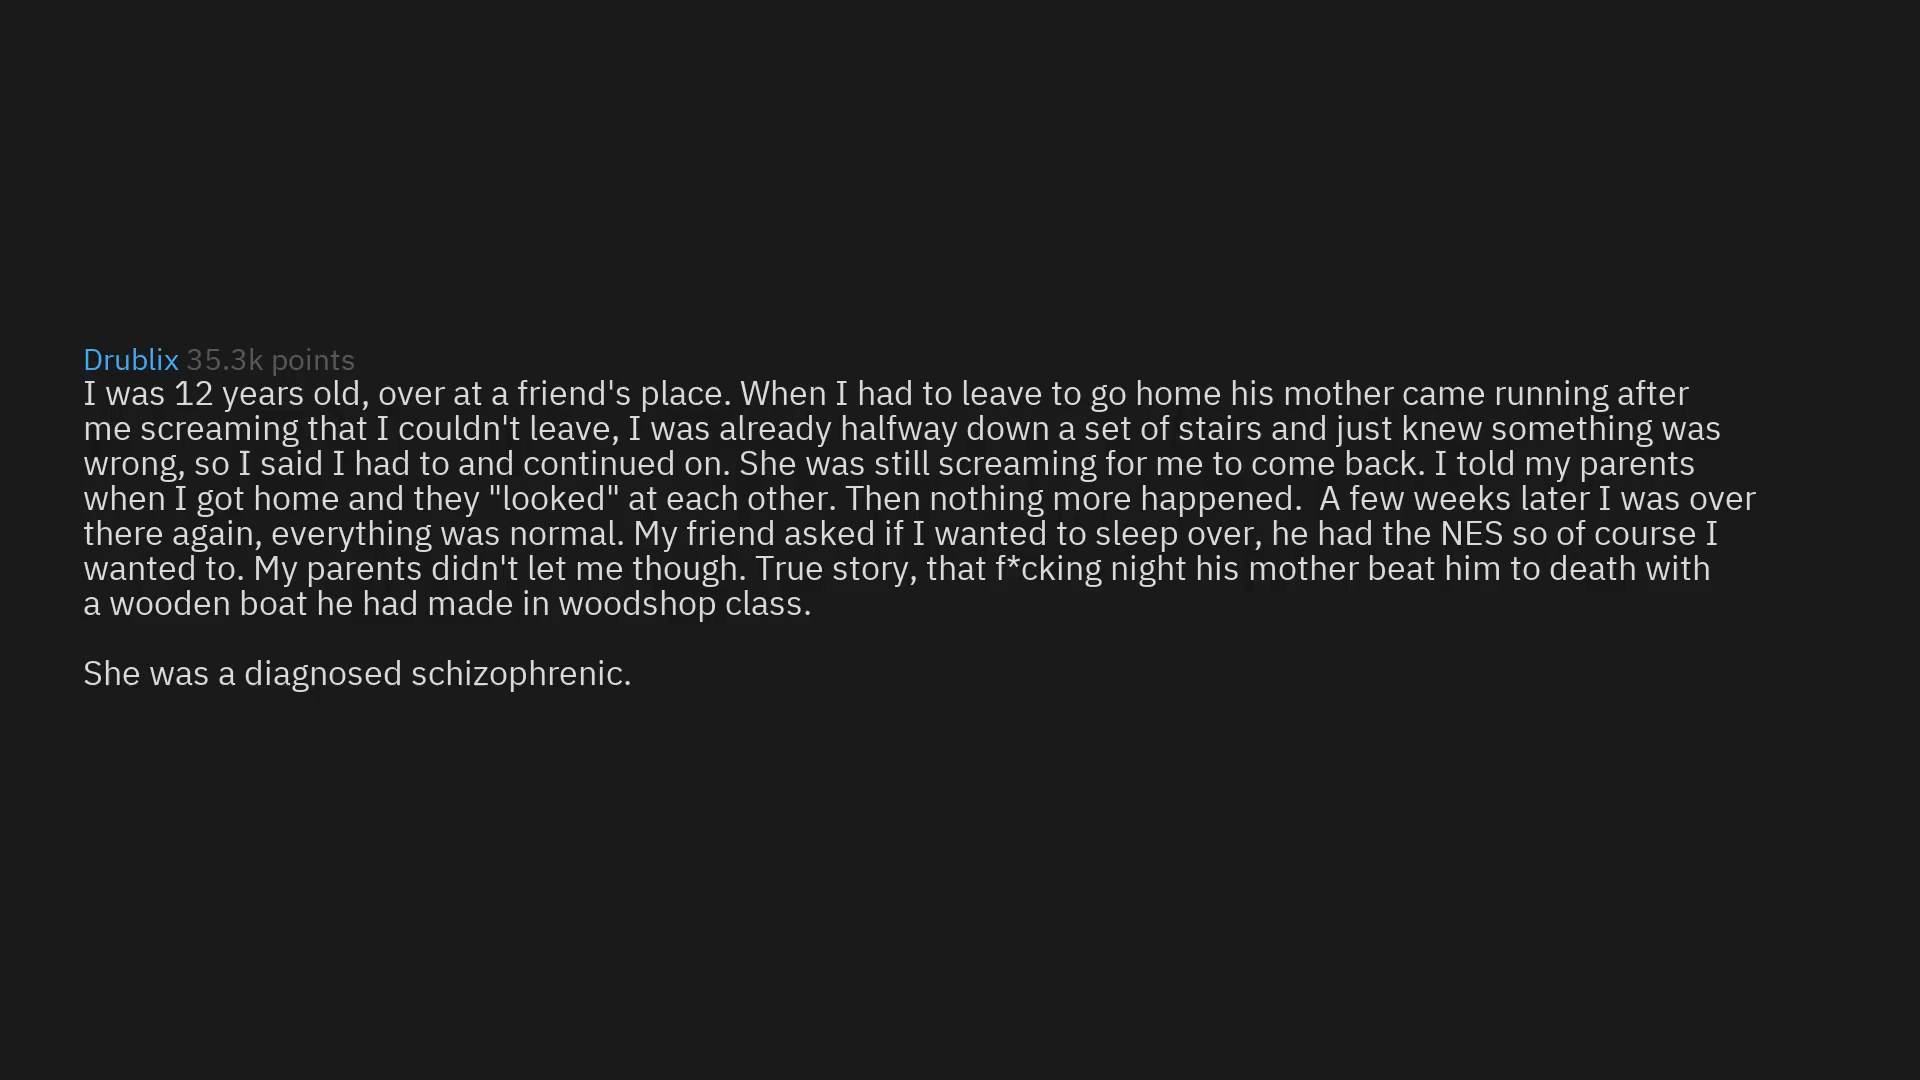 Drublix 35.3k points
I was 12 years old, over at a friend's place. When I had to leave to go home his mother came running after
me screaming that I couldn't leave, I was already halfway down a set of stairs and just knew something was
wrong, so I said I had to and continued on. She was still screaming for me to come back. I told my parents
when I got home and they "looked" at each other. Then nothing more happened.  A few weeks later I was over
there again, everything was normal. My friend asked if I wanted to sleep over, he had the NES so of course I
wanted to. My parents didn't let me though. True story, that f*cking night his mother beat him to death with
a wooden boat he had made in woodshop class.
She was a diagnosed schizophrenic.